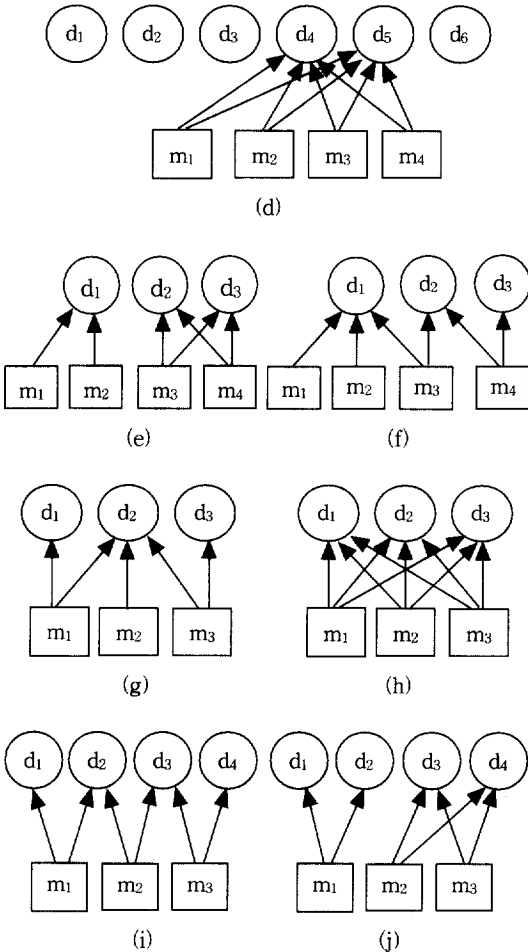 d₁ d₂ d₃ d₄ d₅ d₆
m₁ m₂ m₃ m₄
(d)
d₁ d₂ d₃ d₁ d₂ d₃
m₁ m₂ m₃ m₄ m₁ m₂ m₃ m₄
(e) (f)
d₁ d₂ d₃ d₁ d₂ d₃
m₁ m₂ m₃ m₁ m₂ m₃
(g) (h)
d₁ d₂ d₃ d₄ d₁ d₂ d₃ d₄
m₁ m₂ m₃ m₁ m₂ m₃
(i) (j)